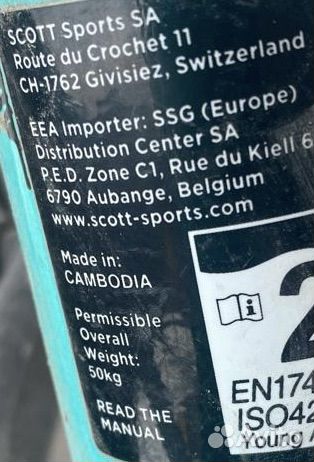 SCOTT Sports SA
Route du Crochet 11
CH-1762 Givisiez, Switzerland
EEA Importer: SSG (Europe)
Distribution Center SA
P.E.D. Zone C1, Rue du Kiell 6
6790 Aubange, Belgium
www.scott-sports.com
Made in:
CAMBODIA
Permissible
Overall
Weight:
50kg
READ THE
MANUAL
2
EN174
ISO42
Young
Avito